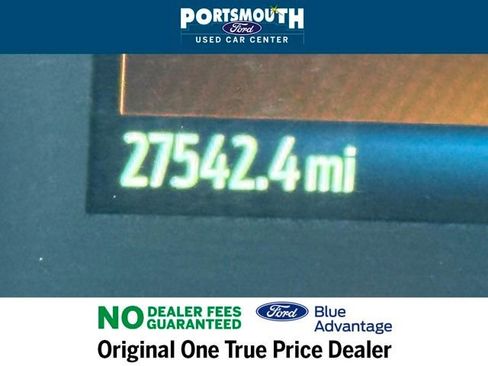 PORTSMOUTH
Ford
USED CAR CENTER
27542.4 mi
NO DEALER FEES
GUARANTEED
Ford Blue
Advantage
Original One True Price Dealer